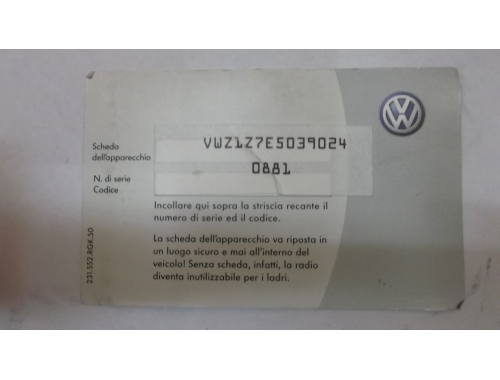 VWZ1Z7E5039024
0881
Scheda
dell'apparecchio
N. di serie
Codice
Incollare qui sopra la striscia recante il
numero di serie ed il codice.
La scheda dell'apparecchio va riposta in
un luogo sicuro e mai all'interno del
veicolo! Senza scheda, infatti, la radio
diventa inutilizzabile per i ladri.
231.552.RGK.50
VW